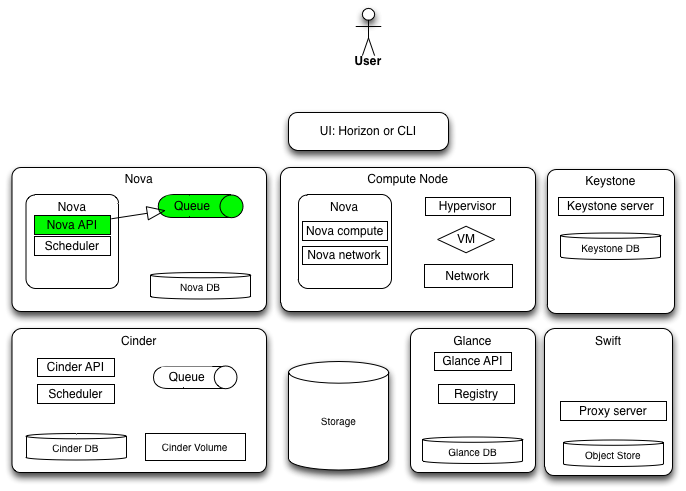 User
UI: Horizon or CLI
Nova
Nova
Nova API
Scheduler
Queue
Nova DB
Compute Node
Nova
Nova compute
Nova network
Hypervisor
VM
Network
Keystone
Keystone server
Keystone DB
Cinder
Cinder API
Scheduler
Queue
Cinder DB
Cinder Volume
Storage
Glance
Glance API
Registry
Glance DB
Swift
Proxy server
Object Store